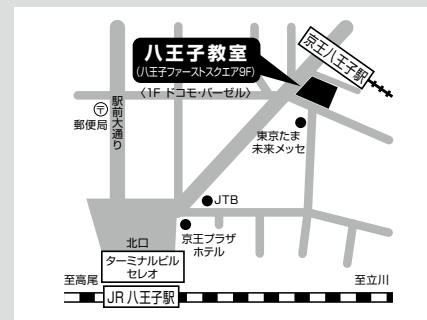 八王子教室
(八王子ファーストスクエア9F)
〈1F ドコモ・バーゼル〉
京王八王子駅
〒
郵便局
駅前大通り
東京たま
未来メッセ
JTB
京王プラザ
ホテル
北口
ターミナルビル
セレオ
至高尾
至立川
JR 八王子駅